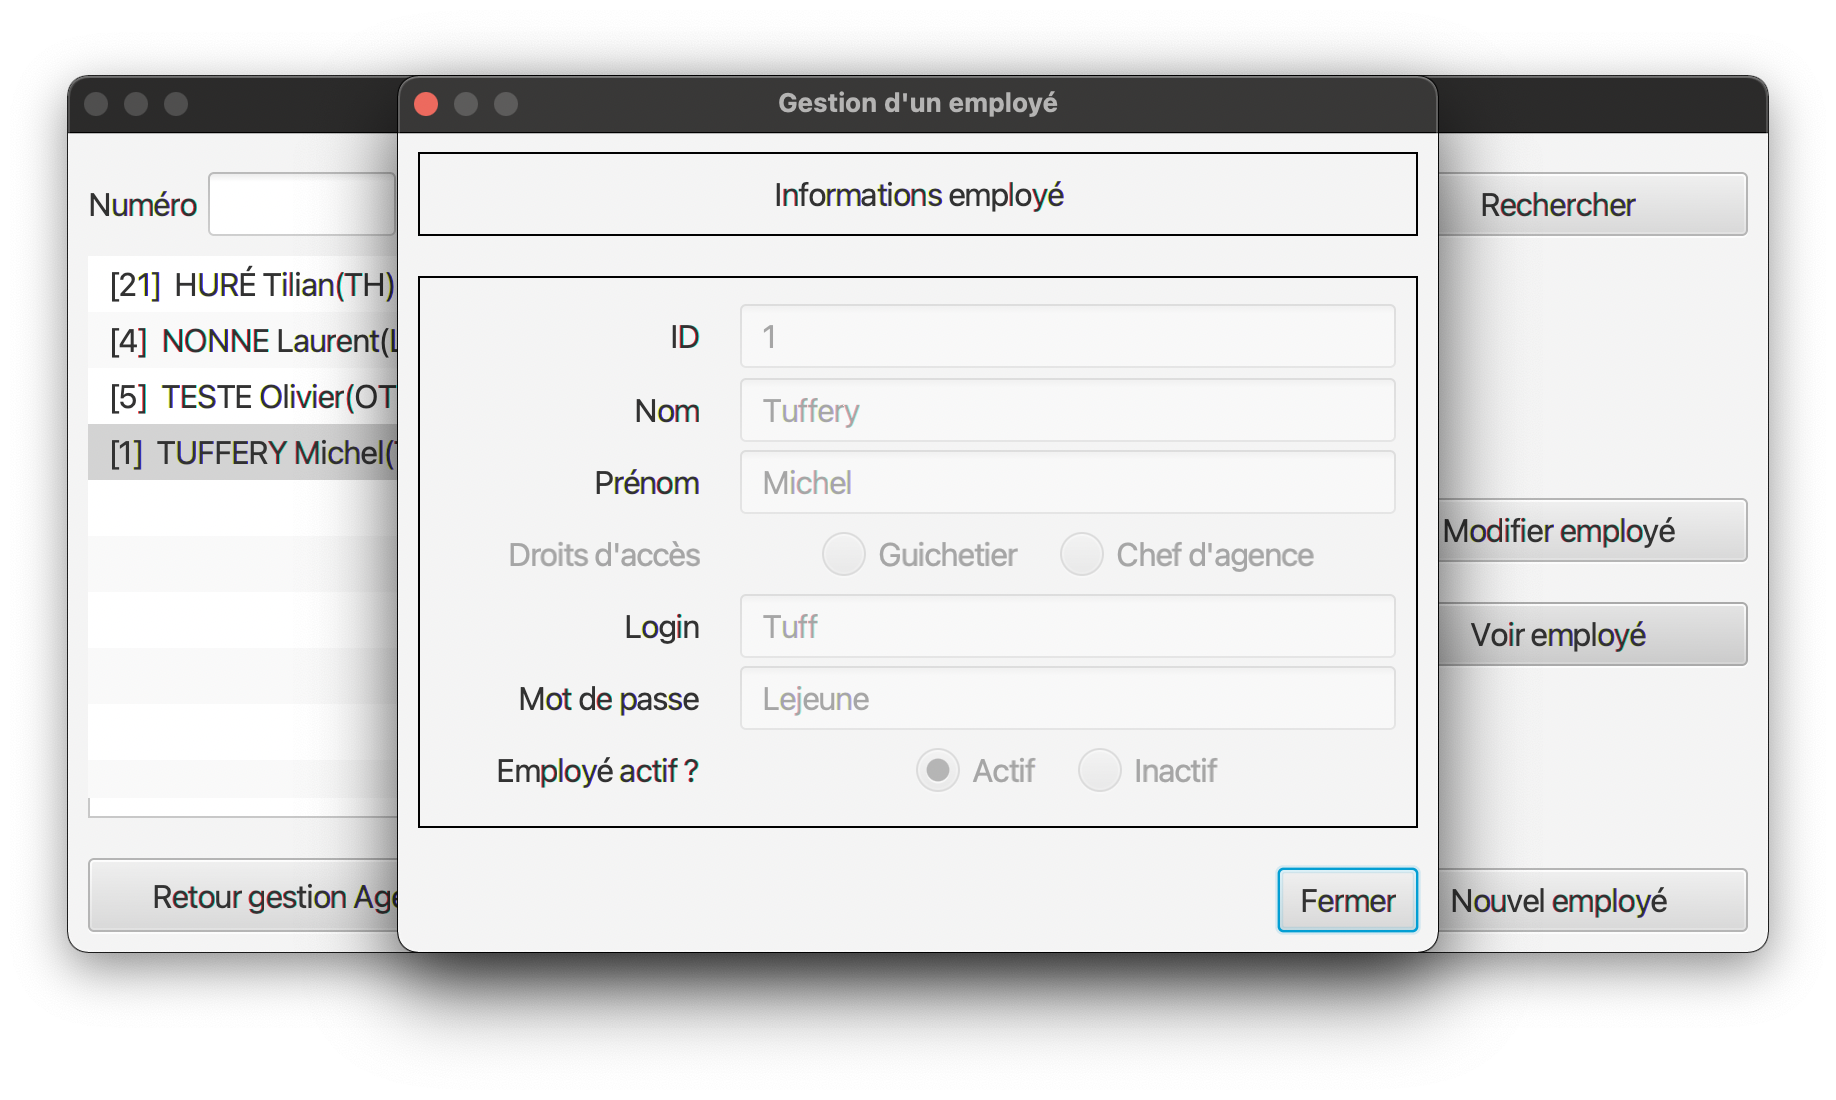 Gestion d'un employé
Informations employé
Numéro
Rechercher
[21] HURÉ Tilian(TH)
[4] NONNE Laurent(
[5] TESTE Olivier(OT
[1] TUFFERY Michel(
ID 1
Nom Tuffery
Prénom Michel
Droits d'accès Guichetier Chef d'agence
Login Tuff
Mot de passe Lejeune
Employé actif ? Actif Inactif
Modifier employé
Voir employé
Retour gestion
Fermer
Nouvel employé